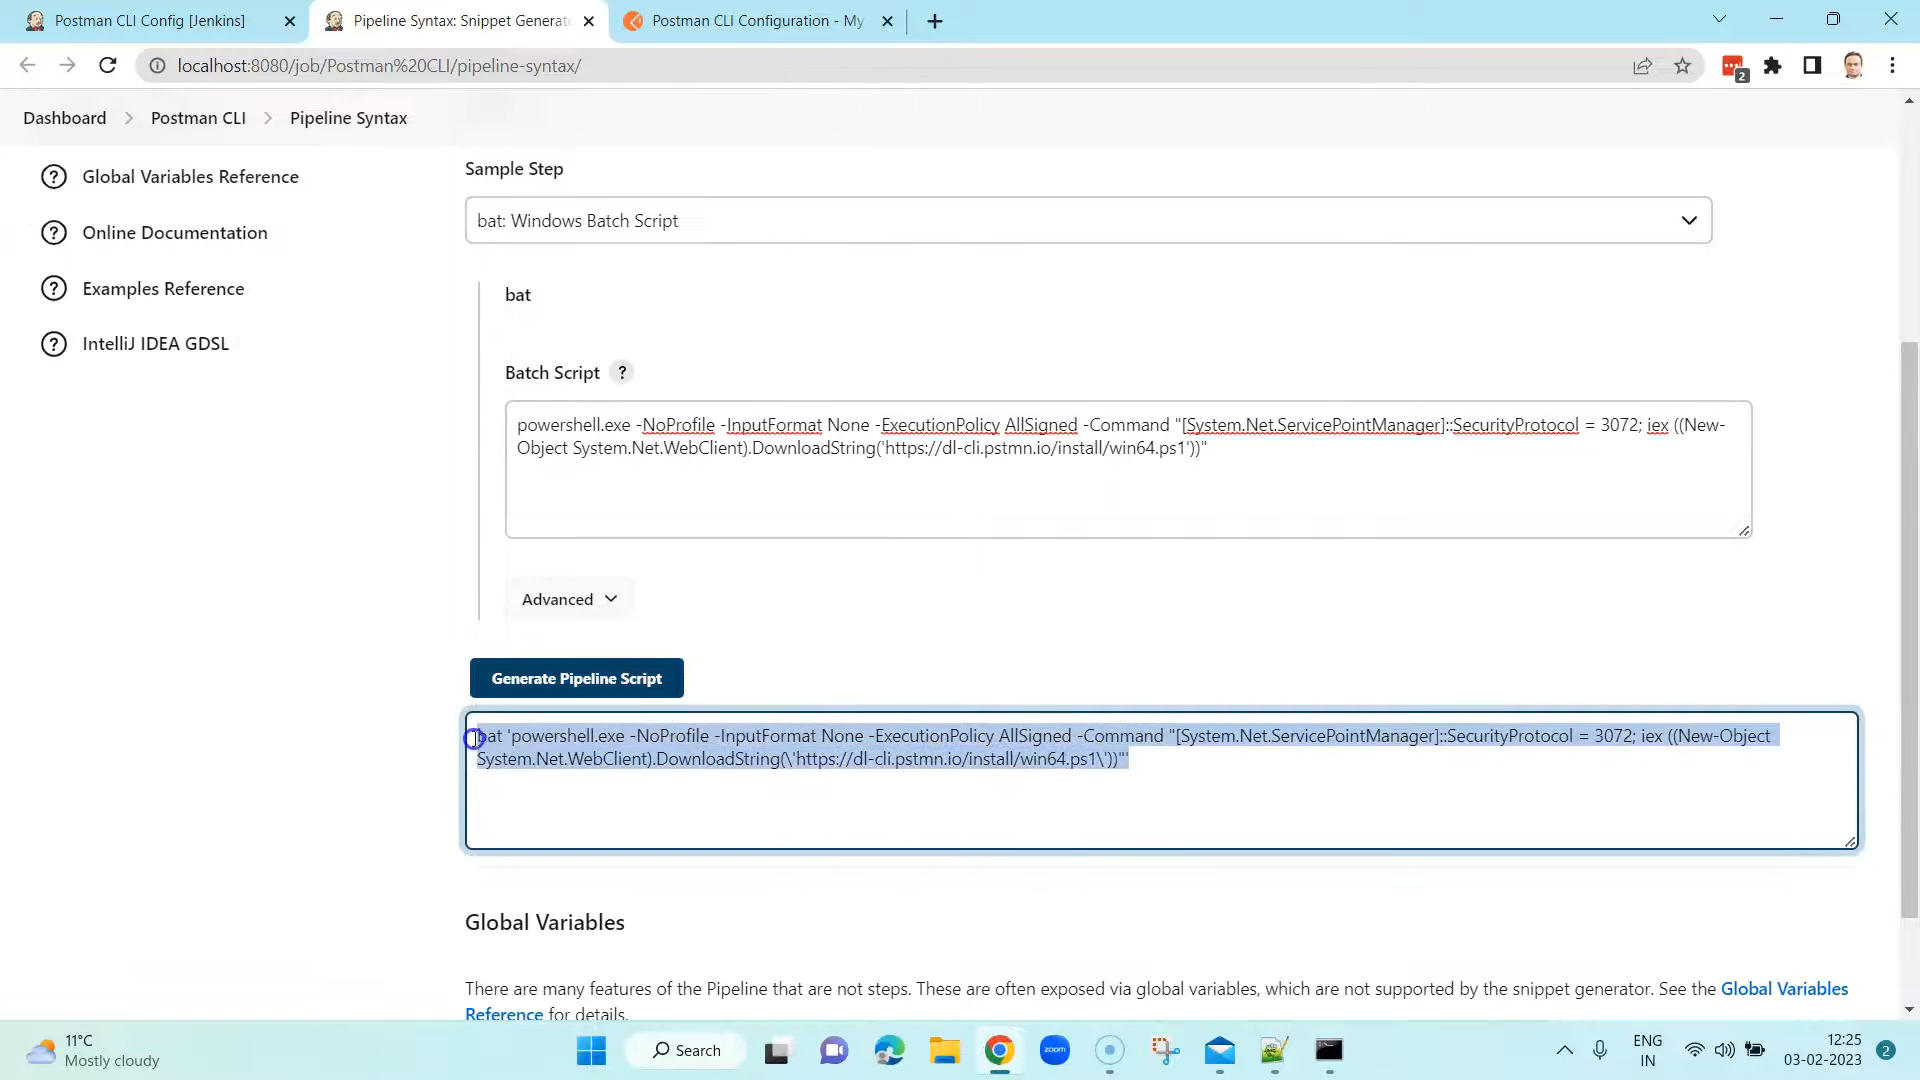 Postman CLI Config [Jenkins]
Pipeline Syntax: Snippet Generat
Postman CLI Configuration - My
localhost:8080/job/Postman%20CLI/pipeline-syntax/
2
Dashboard
Postman CLI
Pipeline Syntax
Global Variables Reference
Online Documentation
Examples Reference
IntelliJ IDEA GDSL
Sample Step
bat: Windows Batch Script
bat
Batch Script ?
powershell.exe -NoProfile -InputFormat None -ExecutionPolicy AllSigned -Command "[System.Net.ServicePointManager]::SecurityProtocol = 3072; iex ((New-
Object System.Net.WebClient).DownloadString('https://dl-cli.pstmn.io/install/win64.ps1'))"
Advanced
Generate Pipeline Script
bat 'powershell.exe -NoProfile -InputFormat None -ExecutionPolicy AllSigned -Command "[System.Net.ServicePointManager]::SecurityProtocol = 3072; iex ((New-Object
System.Net.WebClient).DownloadString(\'https://dl-cli.pstmn.io/install/win64.ps1\'))"'
Global Variables
There are many features of the Pipeline that are not steps. These are often exposed via global variables, which are not supported by the snippet generator. See the Global Variables
Reference for details.
11°C
Mostly cloudy
Search
zoom
ENG
IN
12:25
03-02-2023
2